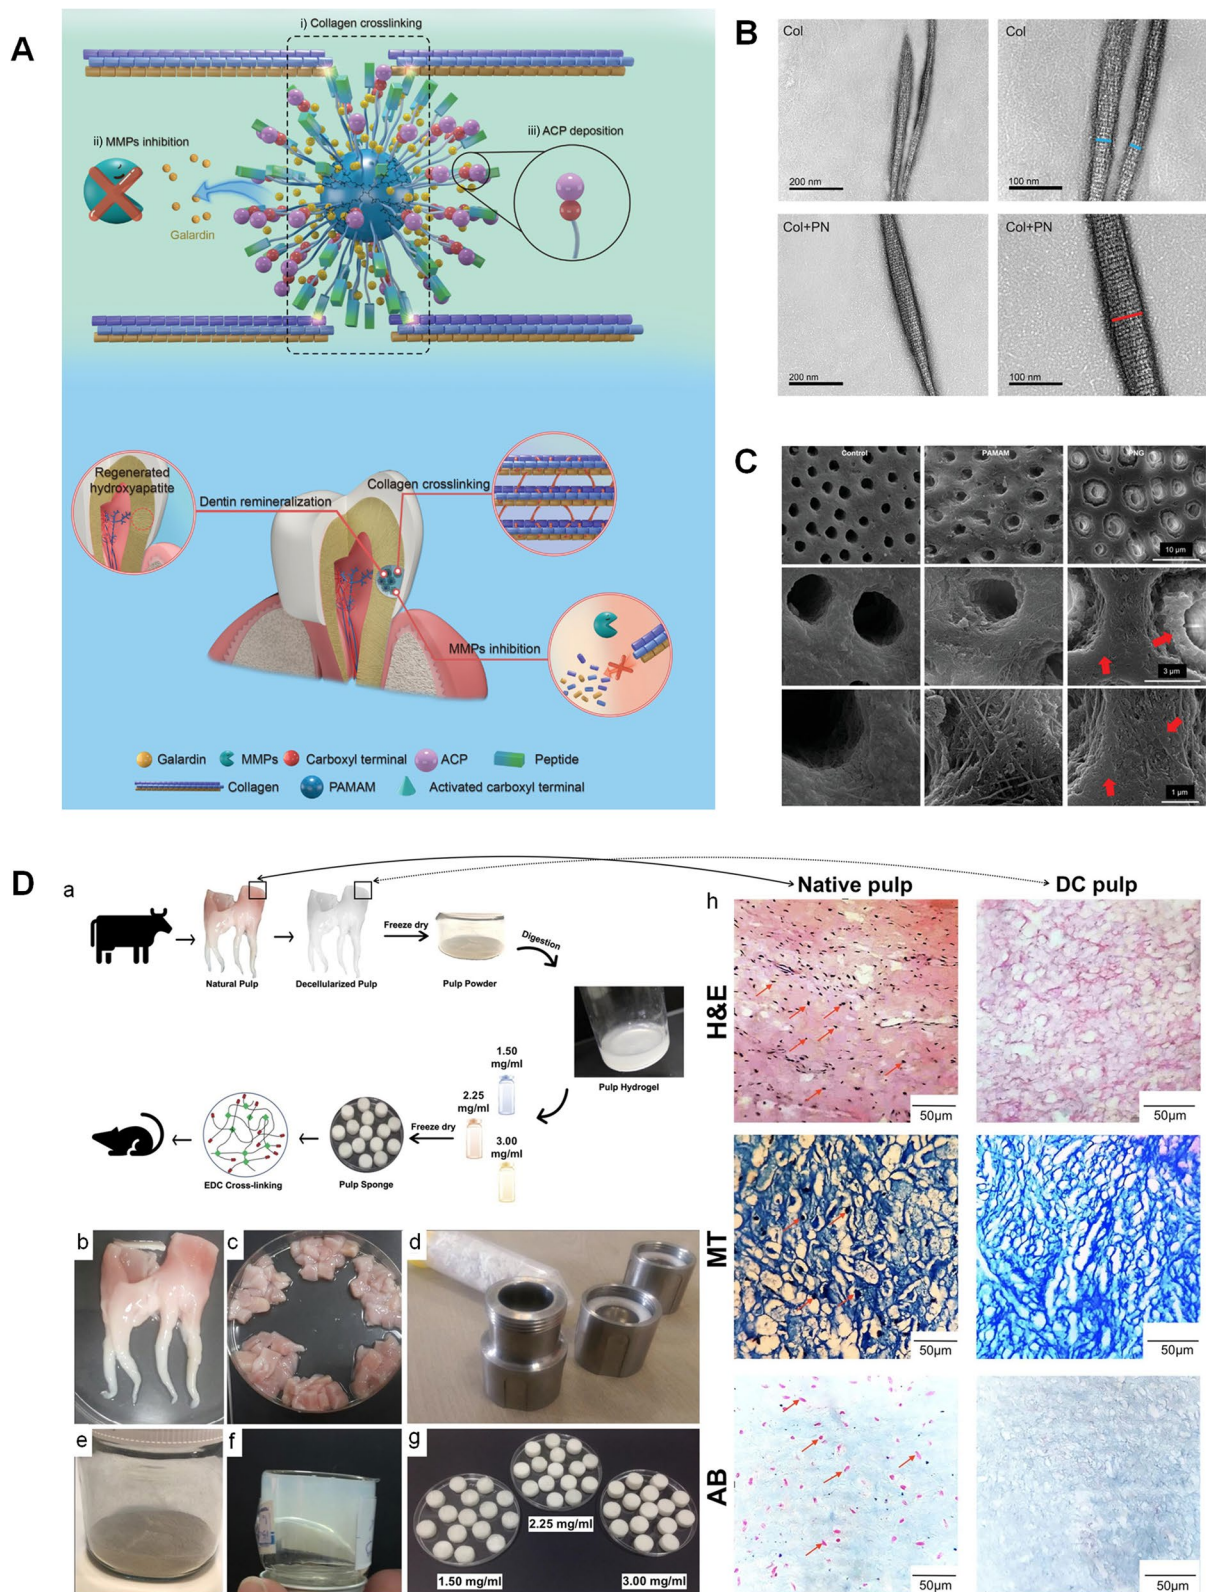 A
i) Collagen crosslinking
ii) MMPs inhibition
Galardin
iii) ACP deposition
Regenerated
hydroxyapatite
Dentin remineralization
Collagen crosslinking
MMPs inhibition
Galardin
MMPs
Carboxyl terminal
ACP
Peptide
Collagen
PAMAM
Activated carboxyl terminal
B
Col
200 nm
Col
100 nm
Col+PN
200 nm
Col+PN
100 nm
C
Control
PAMAM
PNG
10 µm
3 µm
1 µm
D
a
Natural Pulp
Decellularized Pulp
Freeze dry
Pulp Powder
Digestion
Pulp Hydrogel
1.50
mg/ml
2.25
mg/ml
3.00
mg/ml
Freeze dry
Pulp Sponge
EDC Cross-linking
b
c
d
e
f
g
1.50 mg/ml
2.25 mg/ml
3.00 mg/ml
h
Native pulp
DC pulp
H&E
50µm
50µm
MT
50µm
50µm
AB
50µm
50µm